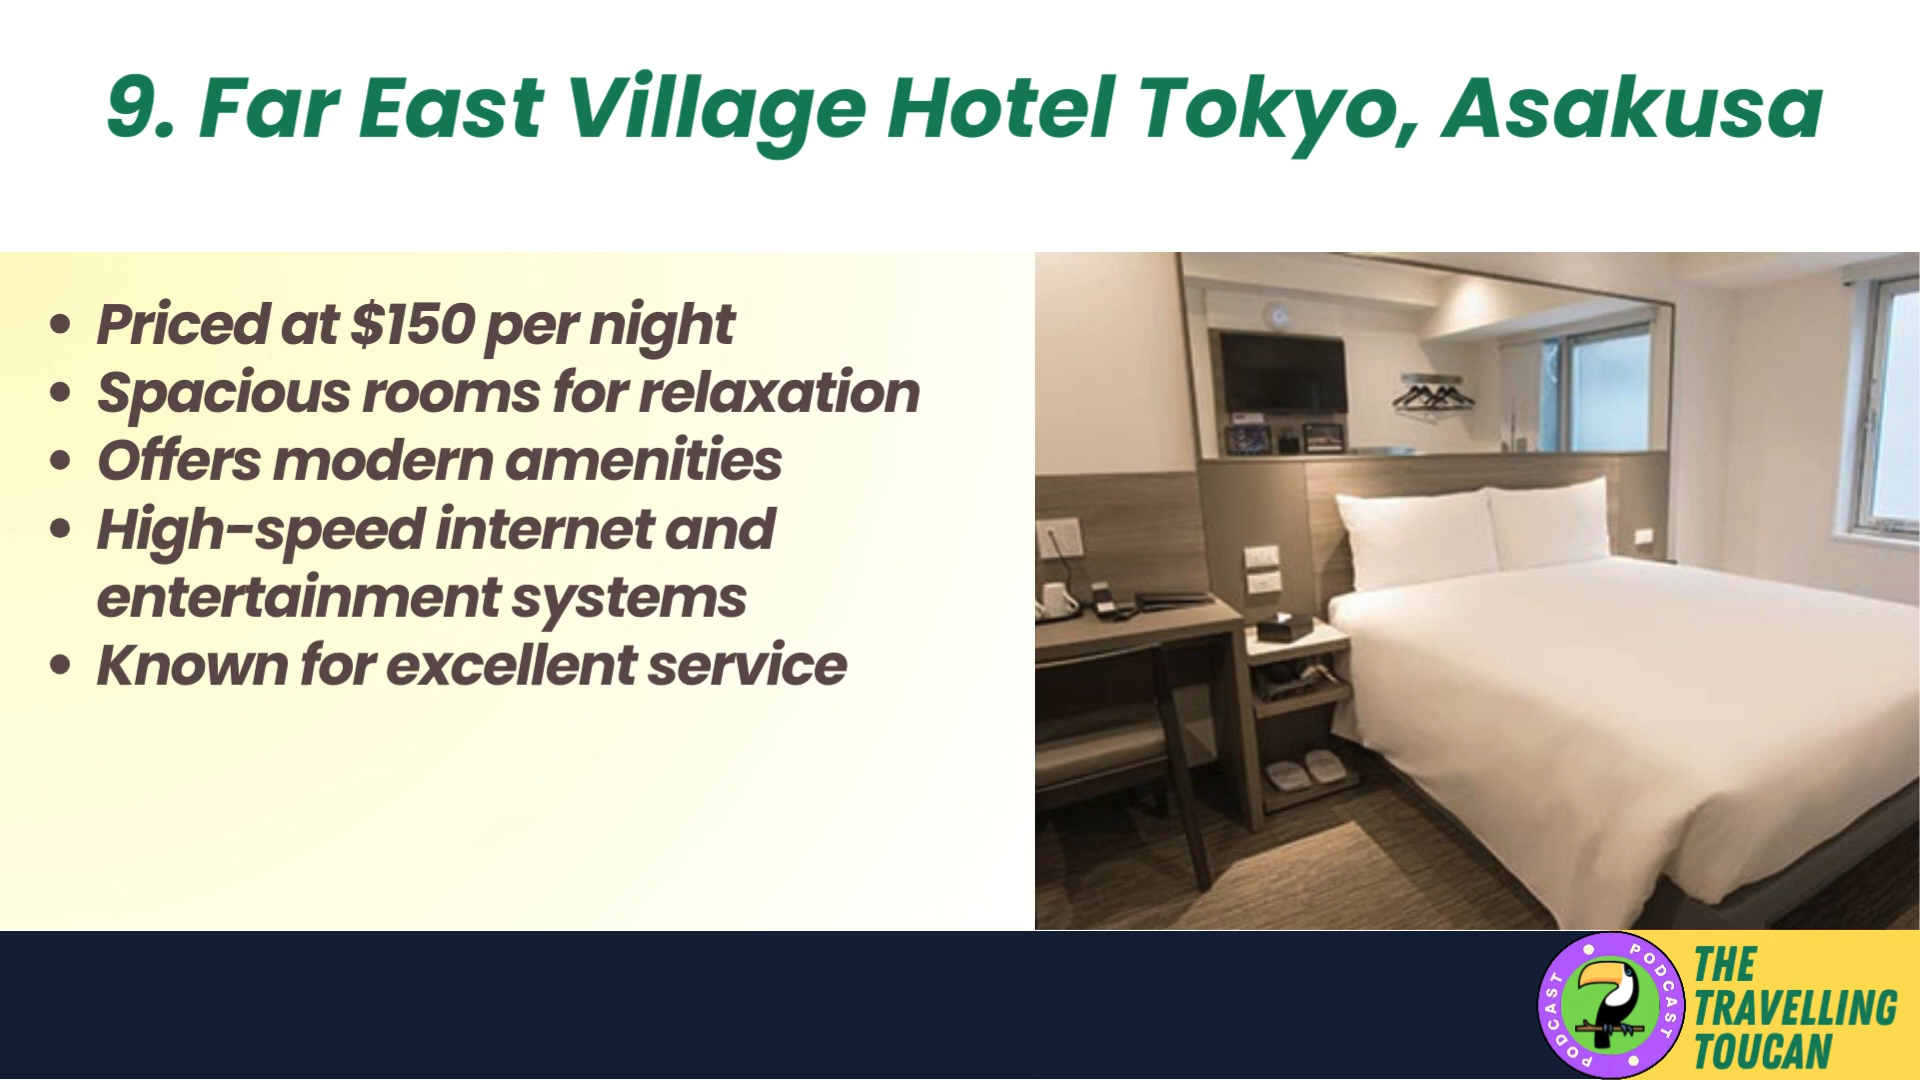 9. Far East Village Hotel Tokyo, Asakusa
• Priced at $150 per night
• Spacious rooms for relaxation
• Offers modern amenities
• High-speed internet and
entertainment systems
• Known for excellent service
PODCAST • PODCAST •
THE
TRAVELLING
TOUCAN